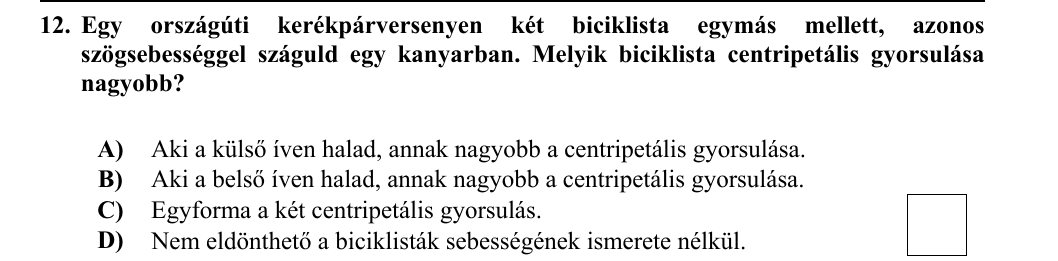 12. Egy országúti kerékpárversenyen két biciklista egymás mellett, azonos
szögsebességgel száguld egy kanyarban. Melyik biciklista centripetális gyorsulása
nagyobb?
A) Aki a külső íven halad, annak nagyobb a centripetális gyorsulása.
B) Aki a belső íven halad, annak nagyobb a centripetális gyorsulása.
C) Egyforma a két centripetális gyorsulás.
D) Nem eldönthető a biciklisták sebességének ismerete nélkül.